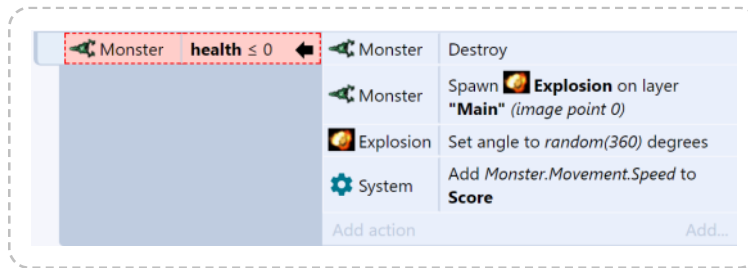 Monster health ≤ 0 Monster Destroy
Monster Spawn Explosion on layer
"Main" (image point 0)
Explosion Set angle to random(360) degrees
System Add Monster.Movement.Speed to
Score
Add action Add...